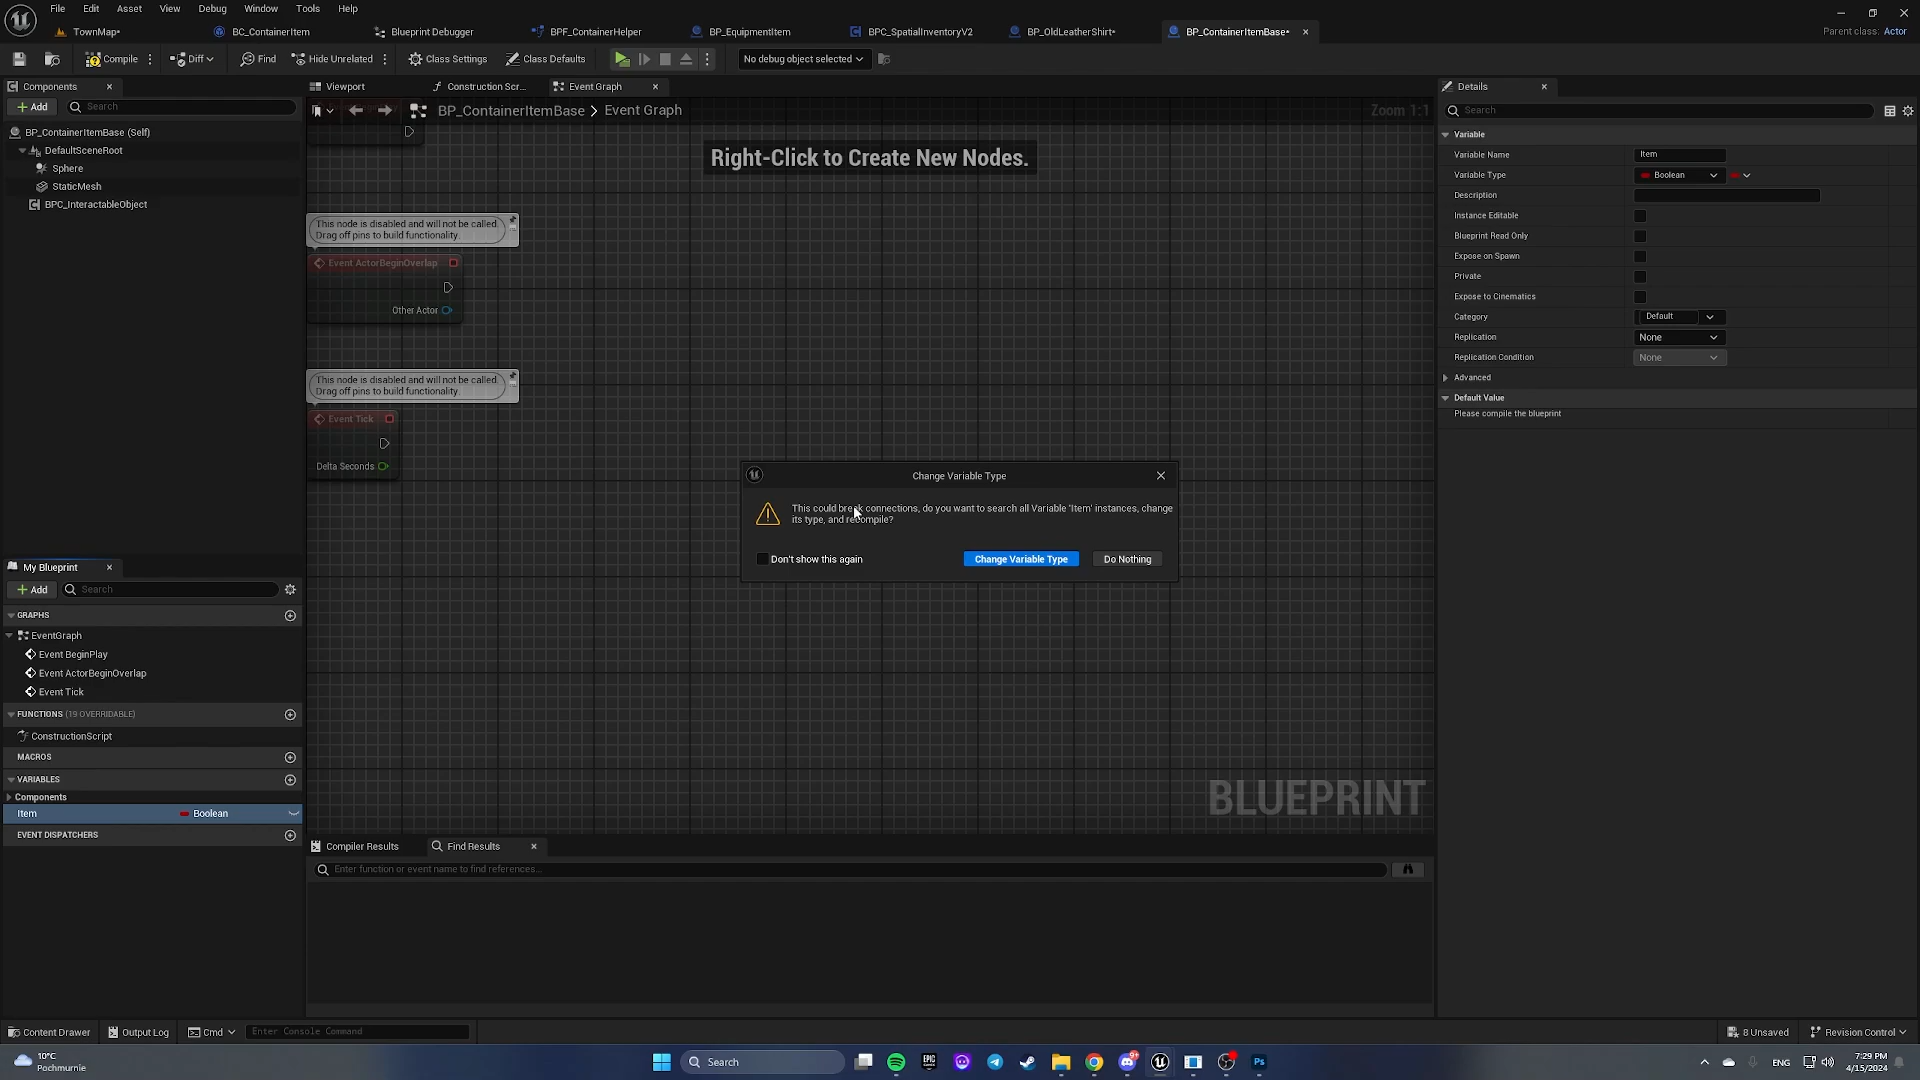 File Edit Asset View Window Debug Tools Help
TownMap* BC_ContainerItem Blueprint Debugger BPF_ContainerHelper BP_EquipmentItem BPC_SpatialInventoryV2 BP_OldLeatherShirt* BP_ContainerItemBase* Parent class: Actor
Compile Diff Find Hide Unrelated Class Settings Class Defaults No debug object selected
Components Viewport Construction Scr... Event Graph Details
Add Search BP_ContainerItemBase > Event Graph Zoom 1:1 Search
BP_ContainerItemBase (Self)
DefaultSceneRoot
Sphere
StaticMesh
BPC_InteractableObject
Right-Click to Create New Nodes.
This node is disabled and will not be called.
Drag off pins to build functionality.
Event ActorBeginOverlap
Other Actor
This node is disabled and will not be called.
Drag off pins to build functionality.
Event Tick
Delta Seconds
Change Variable Type
This could break connections, do you want to search all Variable 'Item' instances, change
its type, and recompile?
Don't show this again Change Variable Type Do Nothing
BLUEPRINT
Variable
Variable Name Item
Variable Type Boolean
Description
Instance Editable
Blueprint Read Only
Expose on Spawn
Private
Expose to Cinematics
Category Default
Replication None
Replication Condition None
Advanced
Default Value
Please compile the blueprint
My Blueprint
Add Search
GRAPHS
EventGraph
Event BeginPlay
Event ActorBeginOverlap
Event Tick
FUNCTIONS (19 OVERRIDABLE)
ConstructionScript
MACROS
VARIABLES
Components
Item Boolean
EVENT DISPATCHERS
Compiler Results Find Results
Enter function or event name to find references...
Content Drawer Output Log Cmd Enter Console Command 8 Unsaved Revision Control
10°C
Pochmurnie
Search
EPIC GAMES
Ps
ENG
7:29 PM
4/15/2024